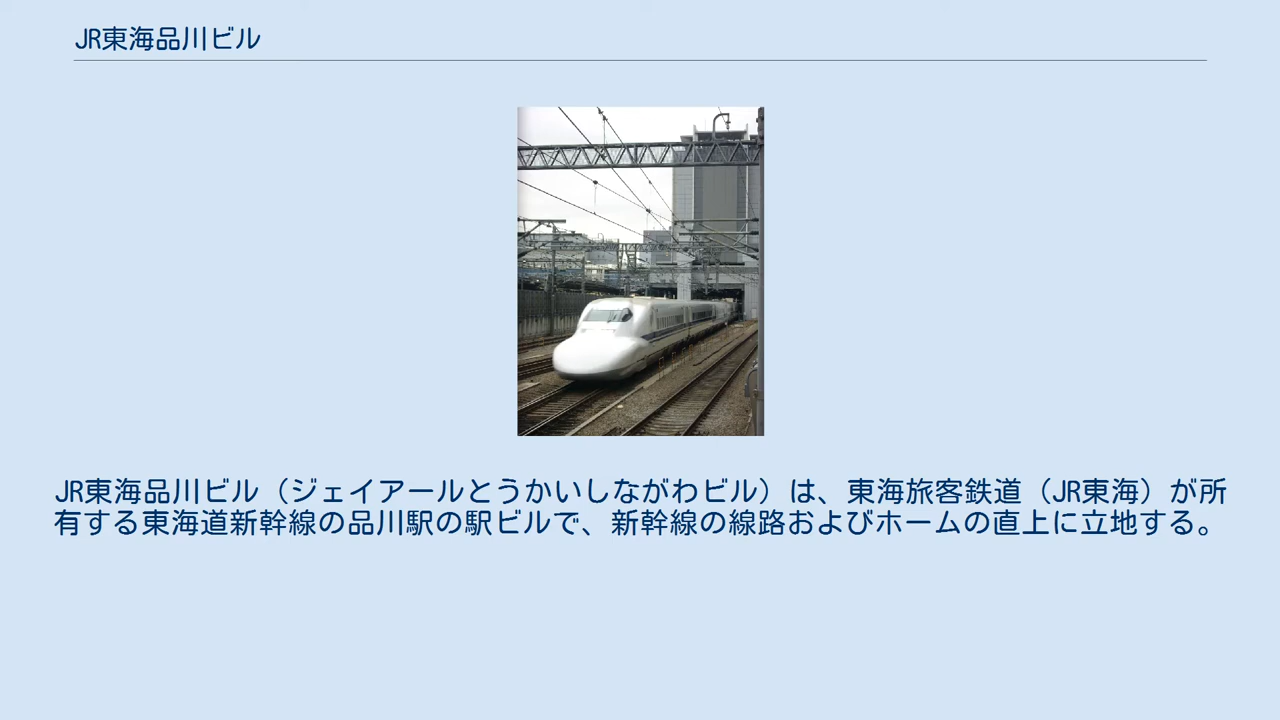 JR東海品川ビル
JR東海品川ビル（ジェイアールとうかいしながわビル）は、東海旅客鉄道（JR東海）が所
有する東海道新幹線の品川駅の駅ビルで、新幹線の線路およびホームの直上に立地する。